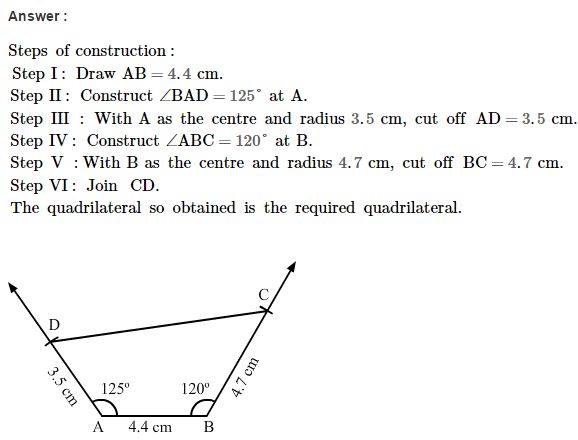 Answer :
Steps of construction :
Step I : Draw AB = 4.4 cm.
Step II : Construct ∠BAD = 125° at A.
Step III : With A as the centre and radius 3.5 cm, cut off AD = 3.5 cm.
Step IV : Construct ∠ABC = 120° at B.
Step V : With B as the centre and radius 4.7 cm, cut off BC = 4.7 cm.
Step VI : Join CD.
The quadrilateral so obtained is the required quadrilateral.
C
D
3.5 cm
125°
120°
4.7 cm
A
4.4 cm
B